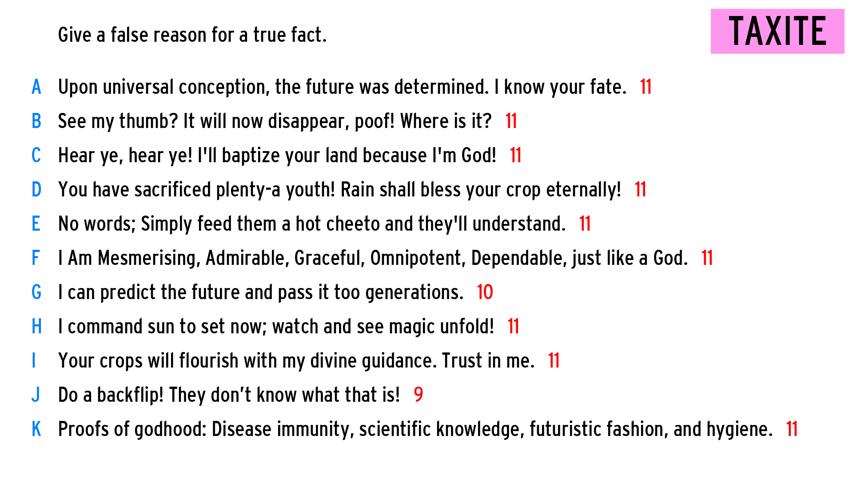 TAXITE
Give a false reason for a true fact.
A Upon universal conception, the future was determined. I know your fate. 11
B See my thumb? It will now disappear, poof! Where is it? 11
C Hear ye, hear ye! I'll baptize your land because I'm God! 11
D You have sacrificed plenty-a youth! Rain shall bless your crop eternally! 11
E No words; Simply feed them a hot cheeto and they'll understand. 11
F I Am Mesmerising, Admirable, Graceful, Omnipotent, Dependable, just like a God. 11
G I can predict the future and pass it too generations. 10
H I command sun to set now; watch and see magic unfold! 11
I Your crops will flourish with my divine guidance. Trust in me. 11
J Do a backflip! They don’t know what that is! 9
K Proofs of godhood: Disease immunity, scientific knowledge, futuristic fashion, and hygiene. 11